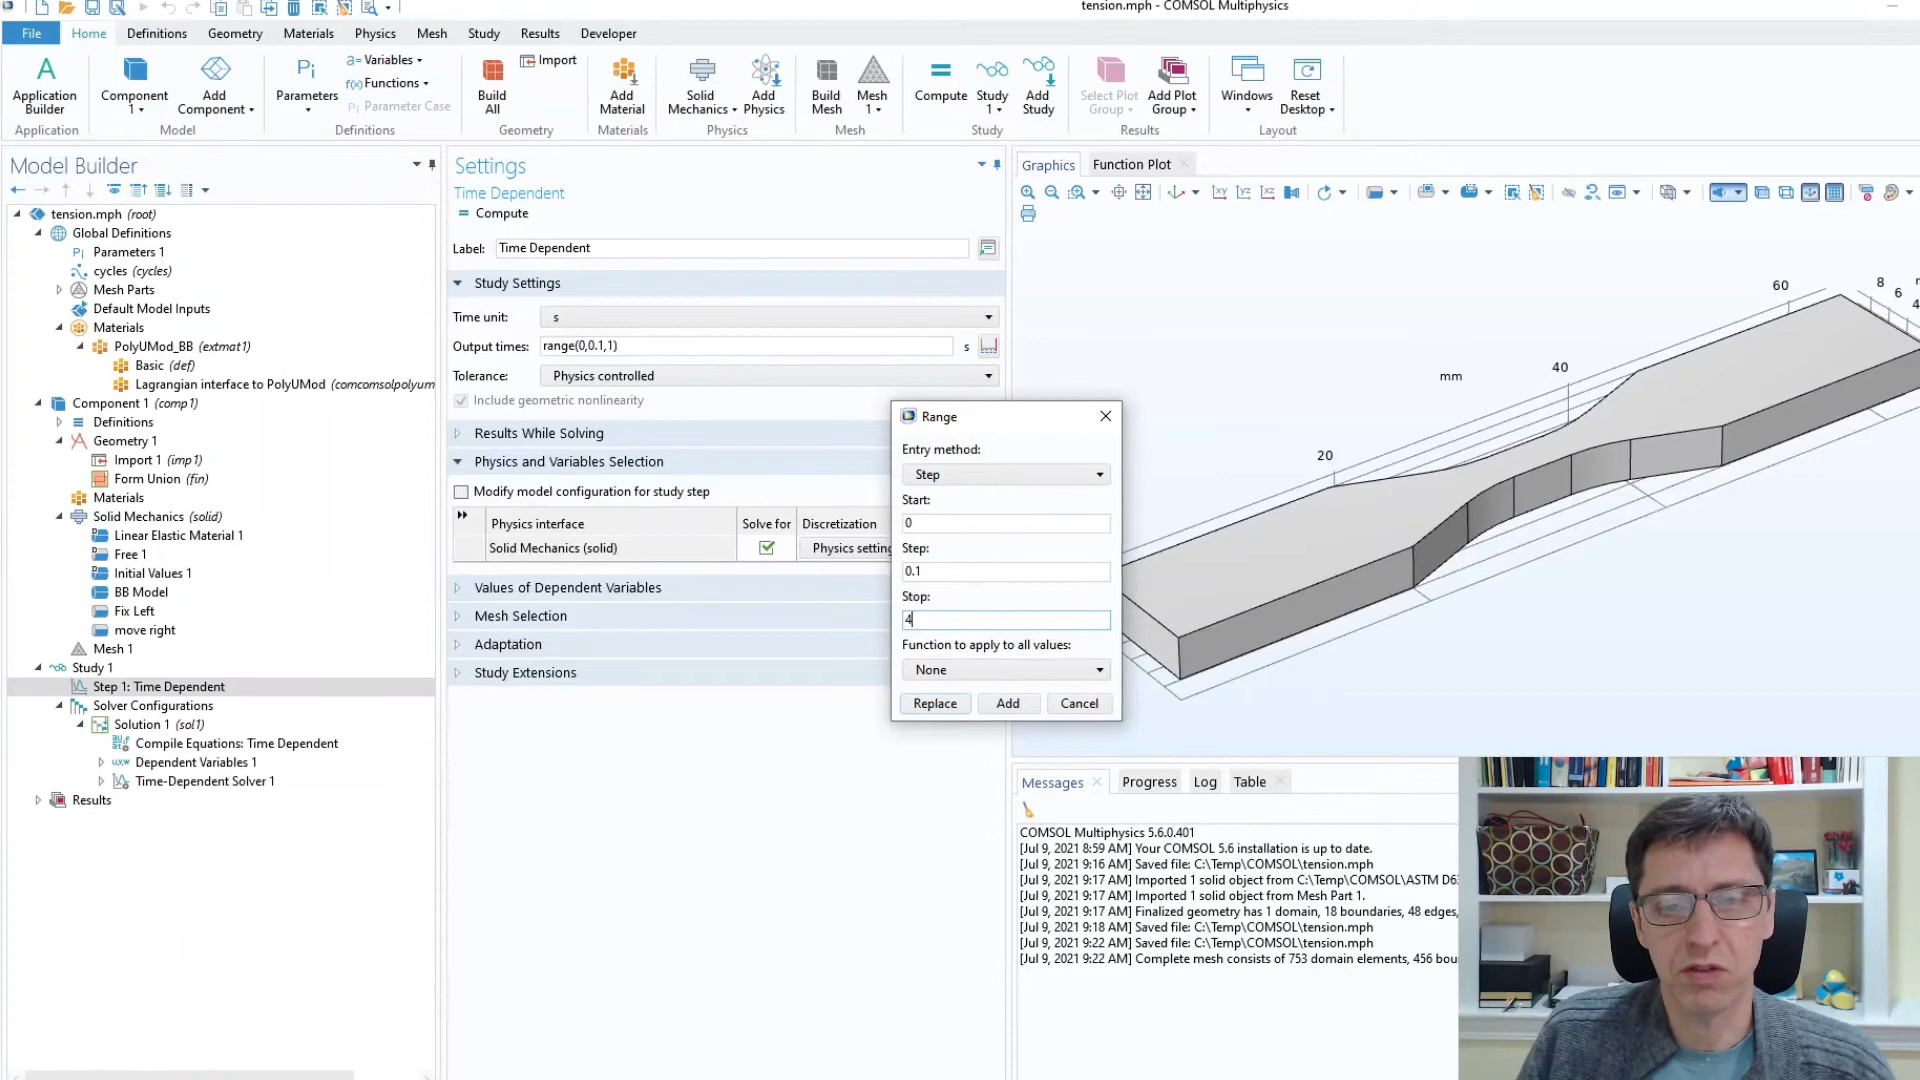 tension.mph - COMSOL Multiphysics
File Home Definitions Geometry Materials Physics Mesh Study Results Developer
Application Builder
Component 1
Add Component
Pi Parameters
a= Variables
f(x) Functions
Pi Parameter Case
Build All
Import
Add Material
Solid Mechanics
Add Physics
Build Mesh
Mesh 1
Compute
Study 1
Add Study
Select Plot Group
Add Plot Group
Windows
Reset Desktop
Application Model Definitions Geometry Materials Physics Mesh Study Results Layout
Model Builder
tension.mph (root)
Global Definitions
Pi Parameters 1
cycles (cycles)
Mesh Parts
Default Model Inputs
Materials
PolyUMod_BB (extmat1)
Basic (def)
Lagrangian interface to PolyUMod (comcomsolpolyum
Component 1 (comp1)
Definitions
Geometry 1
Import 1 (imp1)
Form Union (fin)
Materials
Solid Mechanics (solid)
Linear Elastic Material 1
Free 1
Initial Values 1
BB Model
Fix Left
move right
Mesh 1
Study 1
Step 1: Time Dependent
Solver Configurations
Solution 1 (sol1)
Compile Equations: Time Dependent
Dependent Variables 1
Time-Dependent Solver 1
Results
Settings
Time Dependent
= Compute
Label: Time Dependent
Study Settings
Time unit: s
Output times: range(0,0.1,1) s
Tolerance: Physics controlled
Include geometric nonlinearity
Results While Solving
Physics and Variables Selection
Modify model configuration for study step
Physics interface Solve for Discretization
Solid Mechanics (solid) Physics setting
Values of Dependent Variables
Mesh Selection
Adaptation
Study Extensions
Range
Entry method:
Step
Start:
0
Step:
0.1
Stop:
4
Function to apply to all values:
None
Replace Add Cancel
Graphics Function Plot
60
8
6
4
mm
40
20
Messages Progress Log Table
COMSOL Multiphysics 5.6.0.401
[Jul 9, 2021 8:59 AM] Your COMSOL 5.6 installation is up to date.
[Jul 9, 2021 9:16 AM] Saved file: C:\Temp\COMSOL\tension.mph
[Jul 9, 2021 9:17 AM] Imported 1 solid object from C:\Temp\COMSOL\ASTM D6
[Jul 9, 2021 9:17 AM] Imported 1 solid object from Mesh Part 1.
[Jul 9, 2021 9:17 AM] Finalized geometry has 1 domain, 18 boundaries, 48 edges,
[Jul 9, 2021 9:18 AM] Saved file: C:\Temp\COMSOL\tension.mph
[Jul 9, 2021 9:22 AM] Saved file: C:\Temp\COMSOL\tension.mph
[Jul 9, 2021 9:22 AM] Complete mesh consists of 753 domain elements, 456 bou